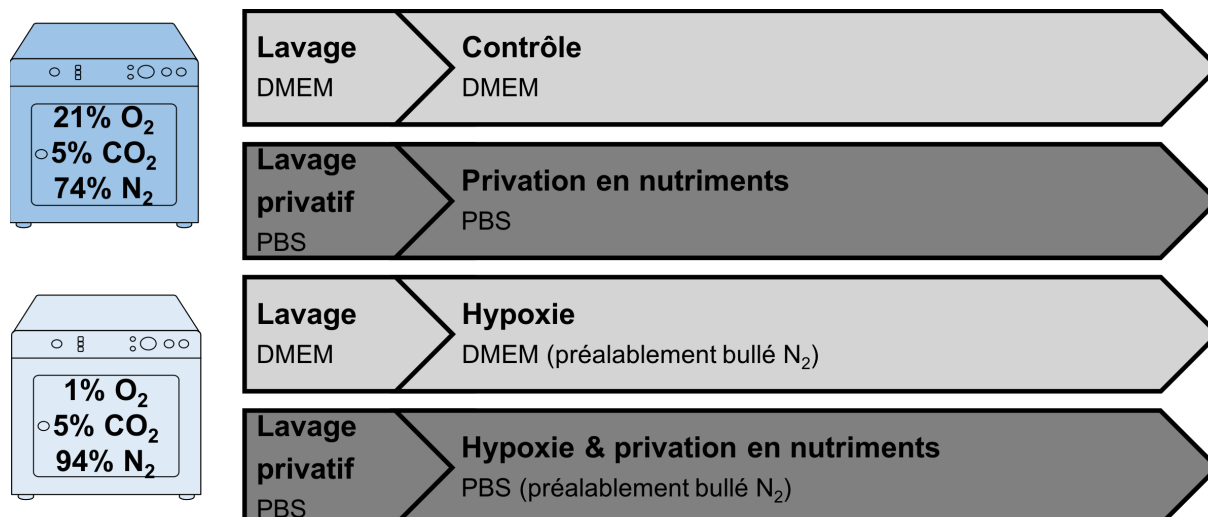 21% O₂
5% CO₂
74% N₂
Lavage
DMEM
Contrôle
DMEM
Lavage
privatif
PBS
Privation en nutriments
PBS
1% O₂
5% CO₂
94% N₂
Lavage
DMEM
Hypoxie
DMEM (préalablement bullé N₂)
Lavage
privatif
PBS
Hypoxie & privation en nutriments
PBS (préalablement bullé N₂)